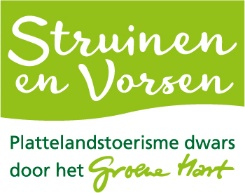 Struinen
en Vorsen
Plattelandstoerisme dwars
door het Groene Hart